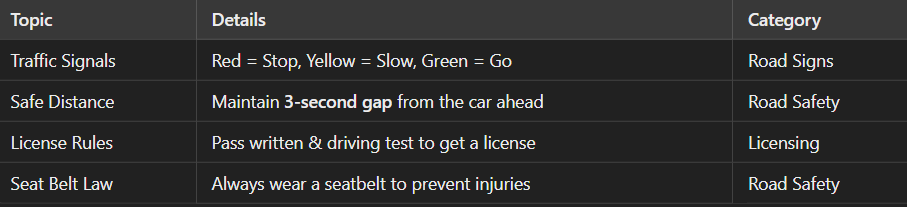 Topic Details Category
Traffic Signals Red = Stop, Yellow = Slow, Green = Go Road Signs
Safe Distance Maintain 3-second gap from the car ahead Road Safety
License Rules Pass written & driving test to get a license Licensing
Seat Belt Law Always wear a seatbelt to prevent injuries Road Safety